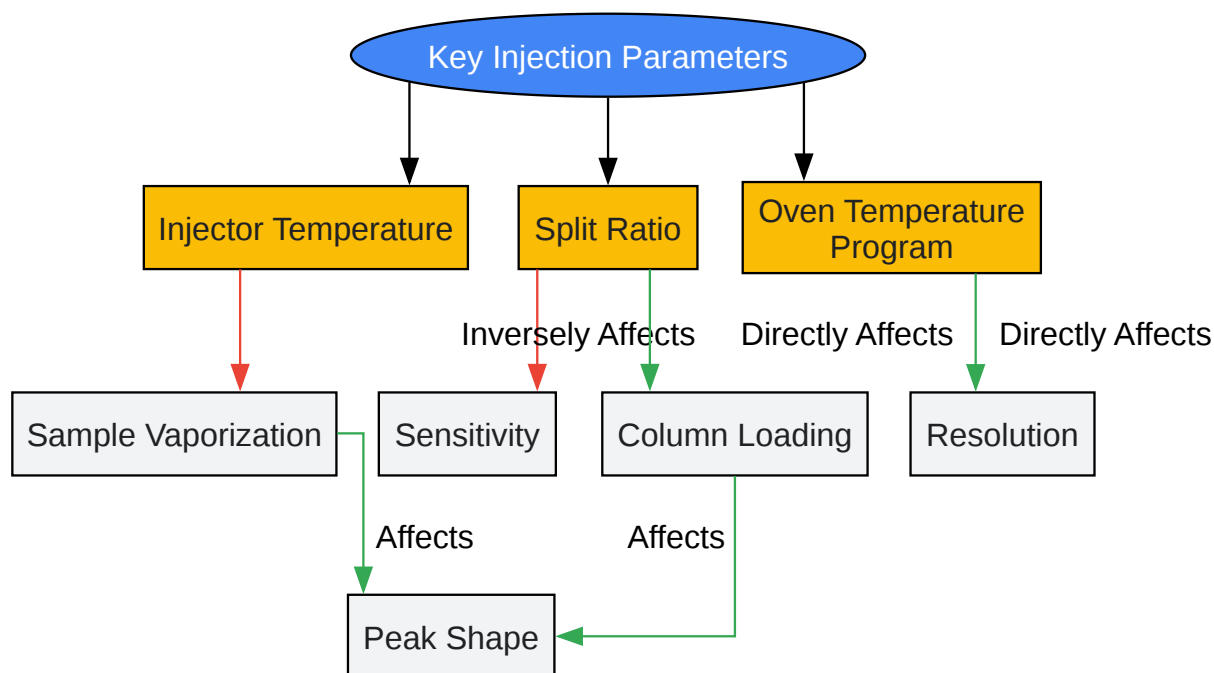 Key Injection Parameters
Injector Temperature
Split Ratio
Oven Temperature
Program
Inversely Affects
Directly Affects
Directly Affects
Sample Vaporization
Sensitivity
Column Loading
Resolution
Affects
Affects
Peak Shape